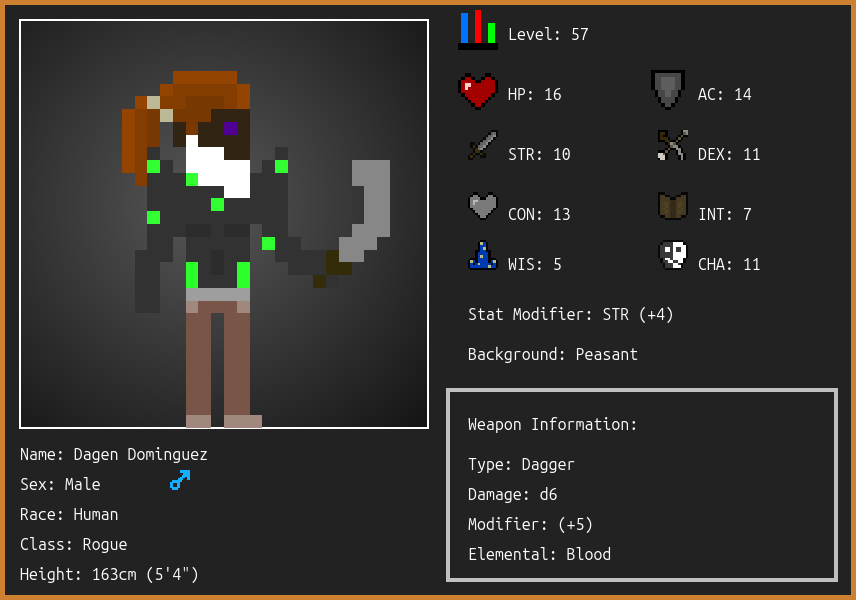 Level: 57
HP: 16
AC: 14
STR: 10
DEX: 11
CON: 13
INT: 7
WIS: 5
CHA: 11
Stat Modifier: STR (+4)
Background: Peasant
Weapon Information:
Type: Dagger
Damage: d6
Modifier: (+5)
Elemental: Blood
Name: Dagen Dominguez
Sex: Male
Race: Human
Class: Rogue
Height: 163cm (5'4")